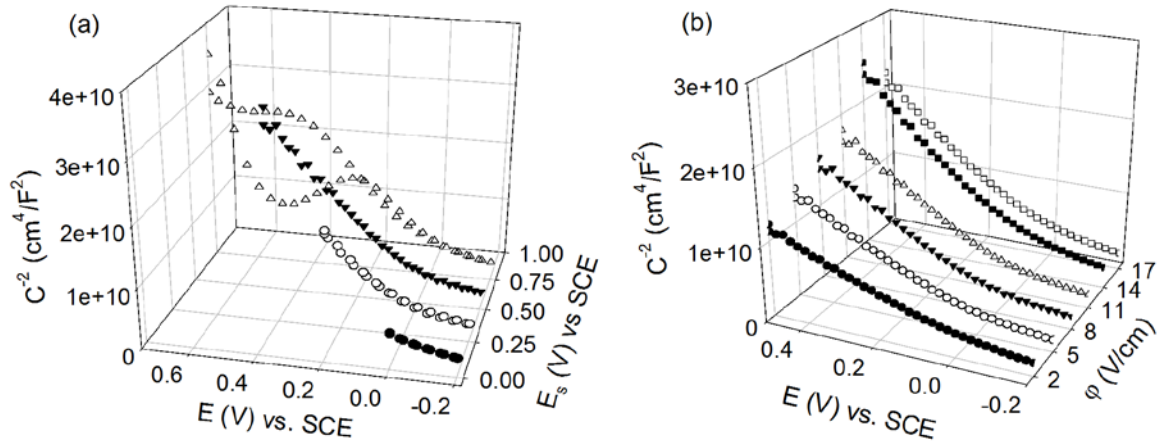 (a)
4e+10
3e+10
2e+10
1e+10
0
C⁻² (cm⁴/F²)
0.6
0.4
0.2
0.0
-0.2
E (V) vs. SCE
1.00
0.75
0.50
0.25
0.00
Eₛ (V) vs SCE
(b)
3e+10
2e+10
1e+10
0
C⁻² (cm⁴/F²)
0.4
0.2
0.0
-0.2
E (V) vs. SCE
17
14
11
8
5
2
φ (V/cm)